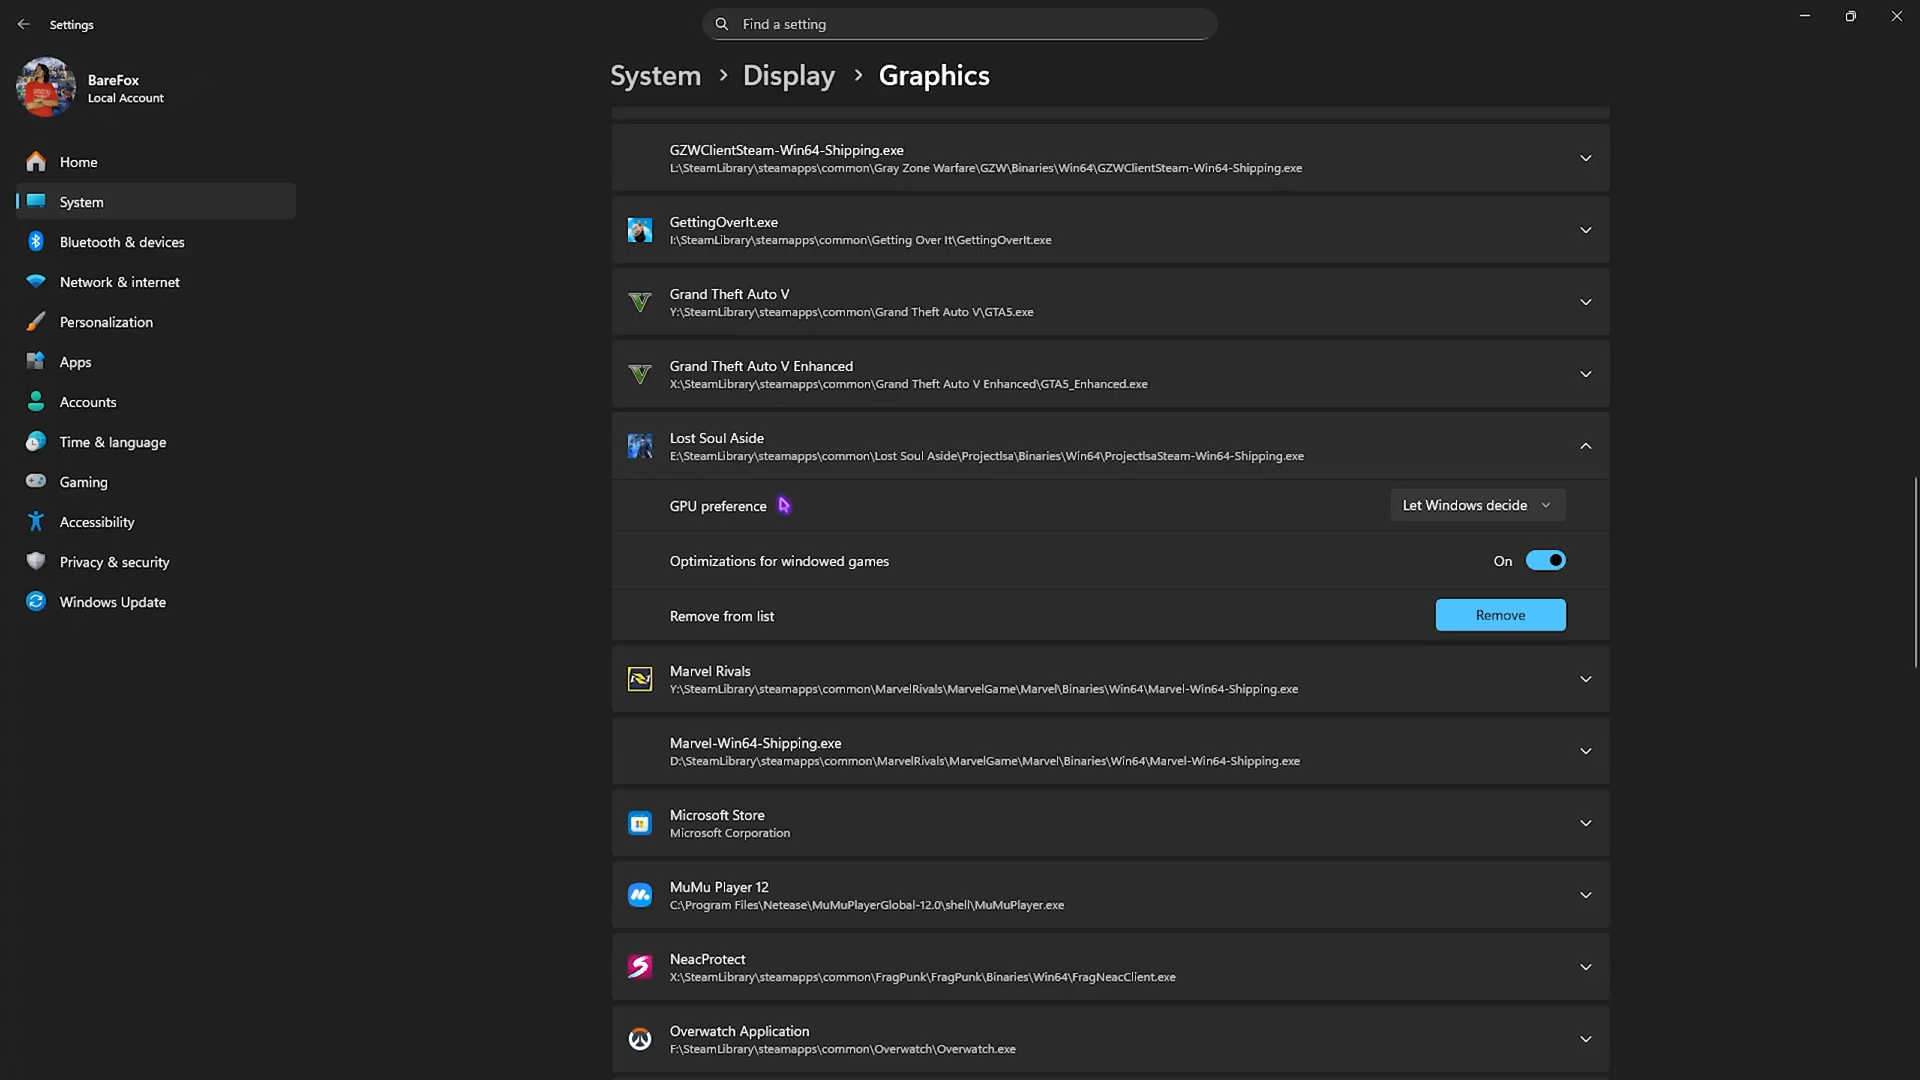 Settings
Find a setting
BareFox
Local Account
Home
System
Bluetooth & devices
Network & internet
Personalization
Apps
Accounts
Time & language
Gaming
Accessibility
Privacy & security
Windows Update
System > Display > Graphics
GZWClientSteam-Win64-Shipping.exe
L:\SteamLibrary\steamapps\common\Gray Zone Warfare\GZW\Binaries\Win64\GZWClientSteam-Win64-Shipping.exe
GettingOverIt.exe
I:\SteamLibrary\steamapps\common\Getting Over It\GettingOverIt.exe
Grand Theft Auto V
Y:\SteamLibrary\steamapps\common\Grand Theft Auto V\GTA5.exe
Grand Theft Auto V Enhanced
X:\SteamLibrary\steamapps\common\Grand Theft Auto V Enhanced\GTA5_Enhanced.exe
Lost Soul Aside
E:\SteamLibrary\steamapps\common\Lost Soul Aside\ProjectIsa\Binaries\Win64\ProjectIsaSteam-Win64-Shipping.exe
GPU preference
Let Windows decide
Optimizations for windowed games
On
Remove from list
Remove
Marvel Rivals
Y:\SteamLibrary\steamapps\common\MarvelRivals\MarvelGame\Marvel\Binaries\Win64\Marvel-Win64-Shipping.exe
Marvel-Win64-Shipping.exe
D:\SteamLibrary\steamapps\common\MarvelRivals\MarvelGame\Marvel\Binaries\Win64\Marvel-Win64-Shipping.exe
Microsoft Store
Microsoft Corporation
MuMu Player 12
C:\Program Files\Netease\MuMuPlayerGlobal-12.0\shell\MuMuPlayer.exe
NeacProtect
X:\SteamLibrary\steamapps\common\FragPunk\FragPunk\Binaries\Win64\FragNeacClient.exe
Overwatch Application
F:\SteamLibrary\steamapps\common\Overwatch\Overwatch.exe